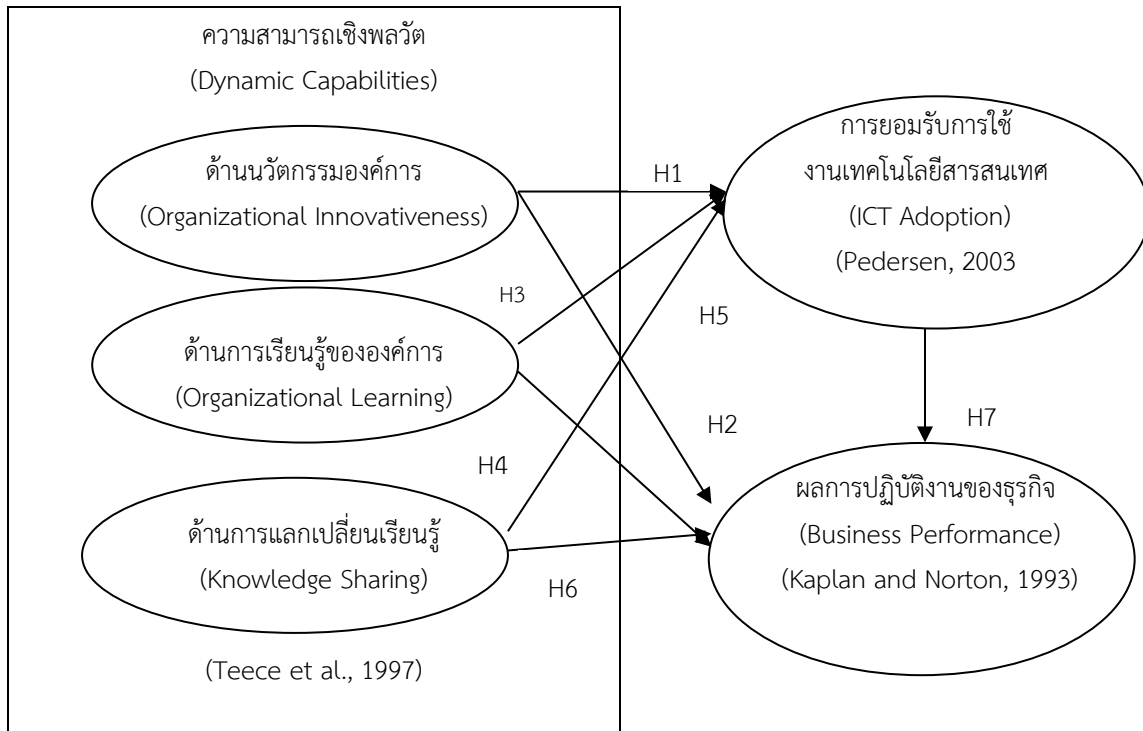 ความสามารถเชิงพลวัต
(Dynamic Capabilities)
ด้านนวัตกรรมองค์การ
(Organizational Innovativeness)
ด้านการเรียนรู้ขององค์การ
(Organizational Learning)
ด้านการแลกเปลี่ยนเรียนรู้
(Knowledge Sharing)
(Teece et al., 1997)
H1
H3
H5
H2
H4
H6
การยอมรับการใช้
งานเทคโนโลยีสารสนเทศ
(ICT Adoption)
(Pedersen, 2003
H7
ผลการปฏิบัติงานของธุรกิจ
(Business Performance)
(Kaplan and Norton, 1993)